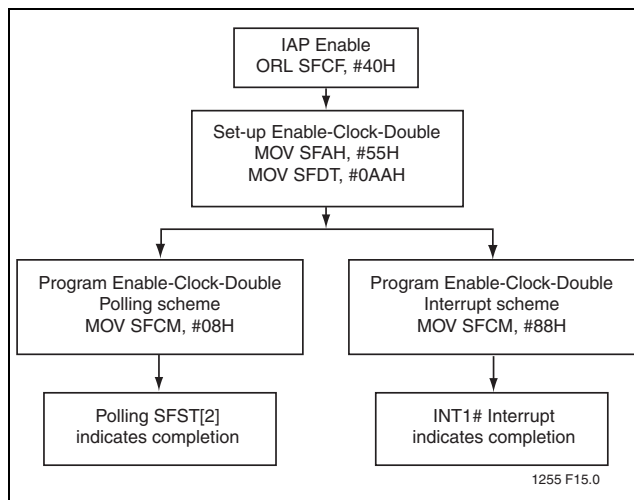 IAP Enable
ORL SFCF, #40H
Set-up Enable-Clock-Double
MOV SFAH, #55H
MOV SFDT, #0AAH
Program Enable-Clock-Double
Polling scheme
MOV SFCM, #08H
Program Enable-Clock-Double
Interrupt scheme
MOV SFCM, #88H
Polling SFST[2]
indicates completion
INT1# Interrupt
indicates completion
1255 F15.0